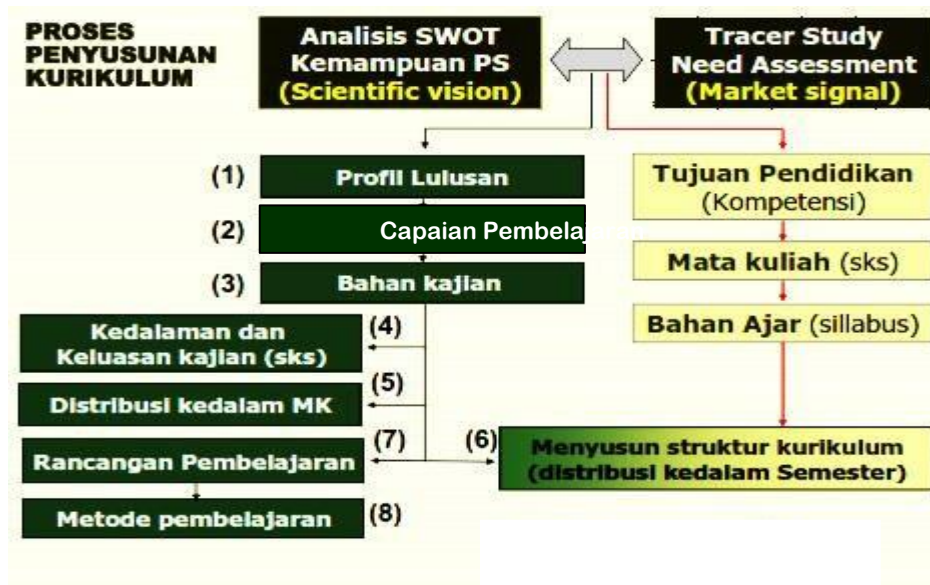 PROSES
PENYUSUNAN
KURIKULUM
Analisis SWOT
Kemampuan PS
(Scientific vision)
Tracer Study
Need Assessment
(Market signal)
(1)
Profil Lulusan
(2)
Capaian Pembelaj
(3)
Bahan kajian
Tujuan Pendidikan
(Kompetensi)
Mata kuliah (sks)
Bahan Ajar (sillabus)
Kedalaman dan
Keluasan kajian (sks)
(4)
Distribusi kedalam MK
(5)
Rancangan Pembelajaran
(7)
(6)
Menyusun struktur kurikulum
(distribusi kedalam Semester)
Metode pembelajaran
(8)